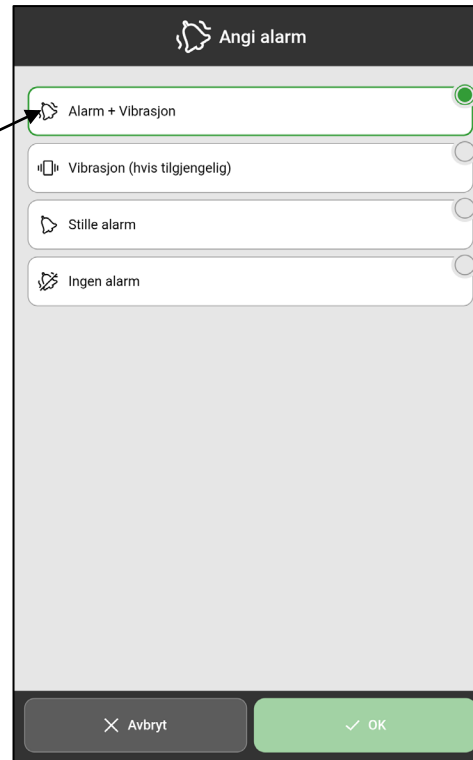 Angi alarm
Alarm + Vibrasjon
Vibrasjon (hvis tilgjengelig)
Stille alarm
Ingen alarm
Avbryt
OK